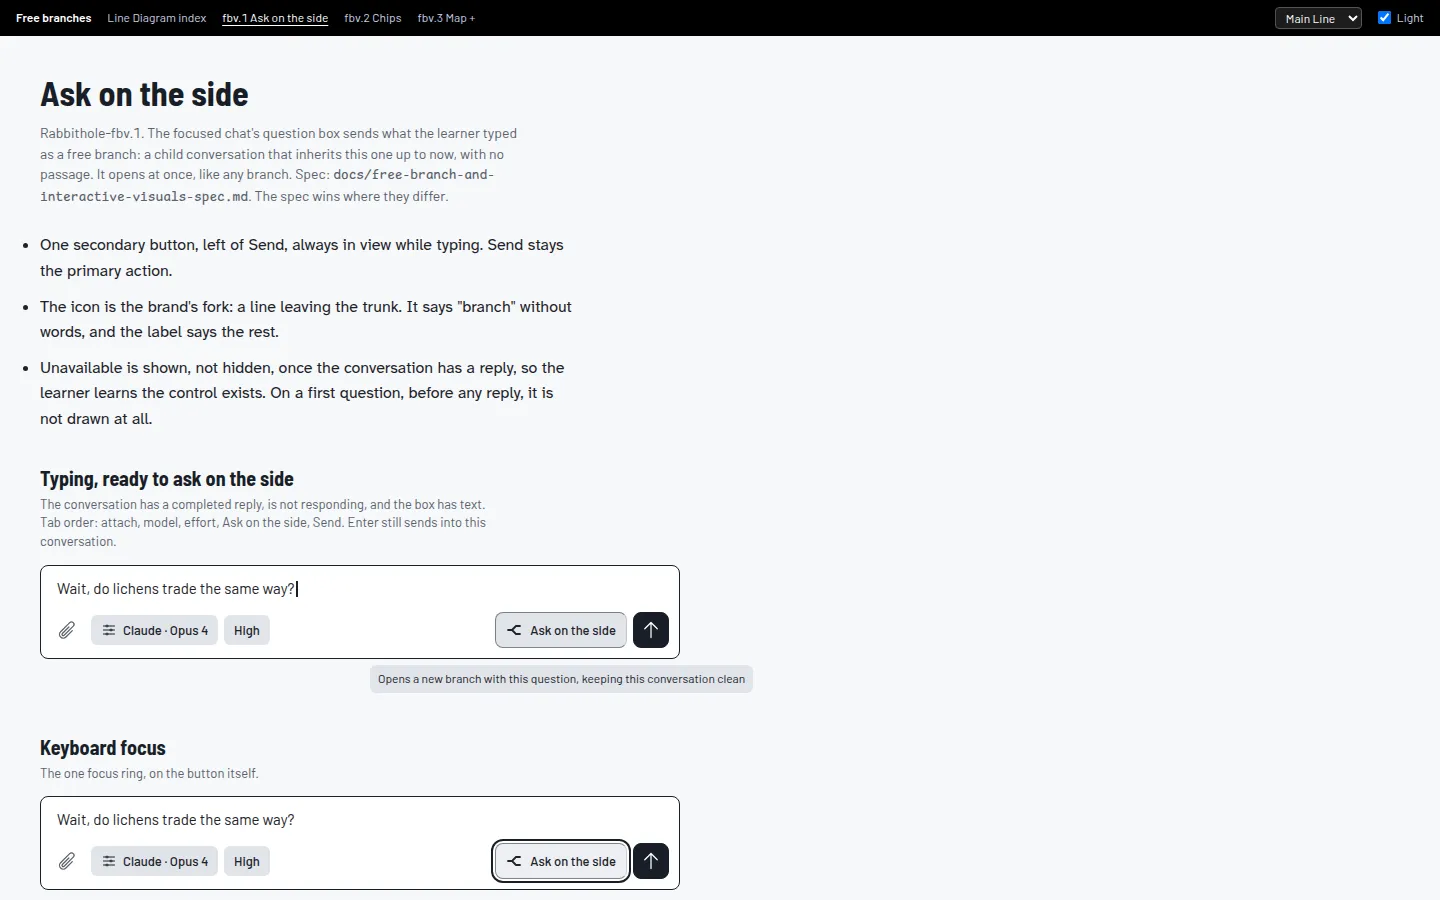 Free branches Line Diagram index fbv.1 Ask on the side fbv.2 Chips fbv.3 Map + Main Line Light
Ask on the side
Rabbithole-fbv.1. The focused chat's question box sends what the learner typed
as a free branch: a child conversation that inherits this one up to now, with no
passage. It opens at once, like any branch. Spec: docs/free-branch-and-
interactive-visuals-spec.md. The spec wins where they differ.
One secondary button, left of Send, always in view while typing. Send stays
the primary action.
The icon is the brand's fork: a line leaving the trunk. It says "branch" without
words, and the label says the rest.
Unavailable is shown, not hidden, once the conversation has a reply, so the
learner learns the control exists. On a first question, before any reply, it is
not drawn at all.
Typing, ready to ask on the side
The conversation has a completed reply, is not responding, and the box has text.
Tab order: attach, model, effort, Ask on the side, Send. Enter still sends into this
conversation.
Wait, do lichens trade the same way?
Claude · Opus 4 High Ask on the side
Opens a new branch with this question, keeping this conversation clean
Keyboard focus
The one focus ring, on the button itself.
Wait, do lichens trade the same way?
Claude · Opus 4 High Ask on the side